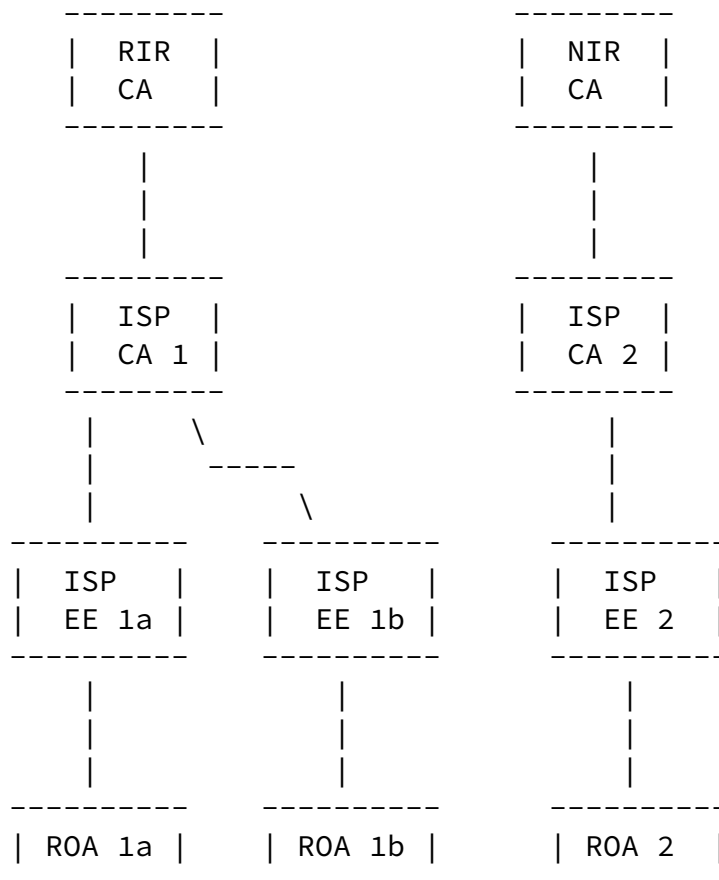 RIR NIR
CA CA
ISP ISP
CA 1 CA 2
ISP ISP ISP
EE 1a EE 1b EE 2
ROA 1a ROA 1b ROA 2